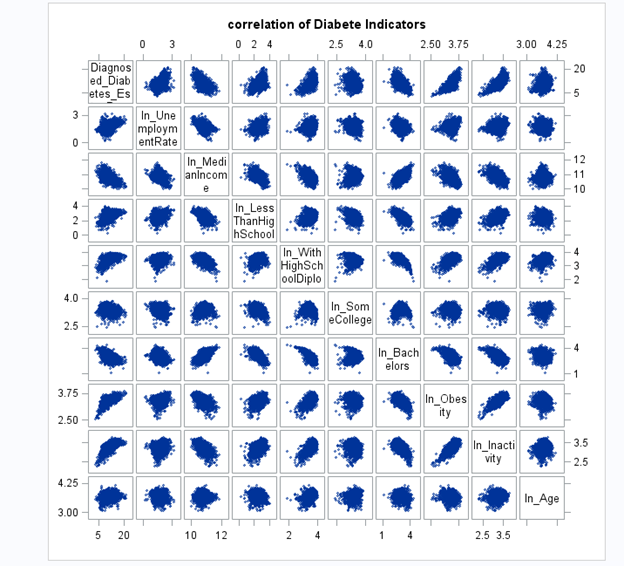 correlation of Diabete Indicators
0 3 0 2 4 2.5 4.0 2.50 3.75 3.00 4.25
Diagnos
ed_Diab
etes_Es
_
20
5
3
0
ln_Une
mploym
entRate
ln_Medi
anIncom
e
12
11
10
4
2
0
ln_Less
ThanHig
hSchool
ln_With
HighSch
oolDiplo
4
3
2
4.0
2.5
ln_Som
eCollege
ln_Bach
elors
4
1
3.75
2.50
ln_Obes
ity
ln_Inacti
vity
3.5
2.5
4.25
3.00
ln_Age
5 20 10 12 2 4 1 4 2.5 3.5